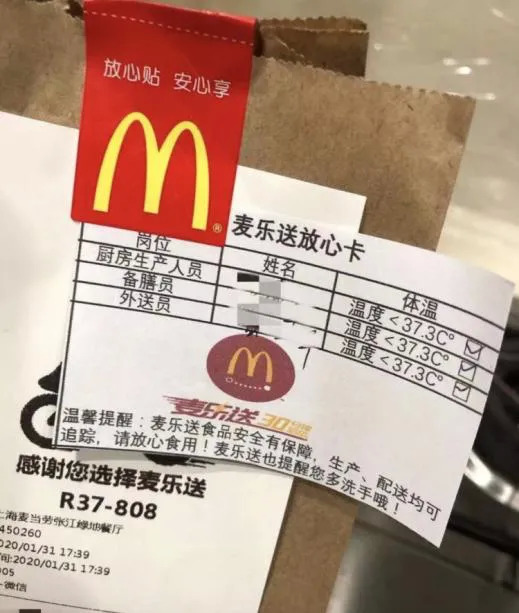 放心贴 安心享
M
®
麦乐送放心卡
岗位 姓名 体温
厨房生产人员 温度<37.3C° ☑
备膳员 温度<37.3C° ☑
外送员 温度<37.3C° ☑
M
麦乐送 30分钟
温馨提醒：麦乐送食品安全有保障，生产、配送均可
追踪，请放心食用！麦乐送也提醒您多洗手哦！
感谢您选择麦乐送
R37-808
上海麦当劳张江绿地餐厅
450260
020/01/31 17:39
间:2020/01/31 17:39
005
-微信